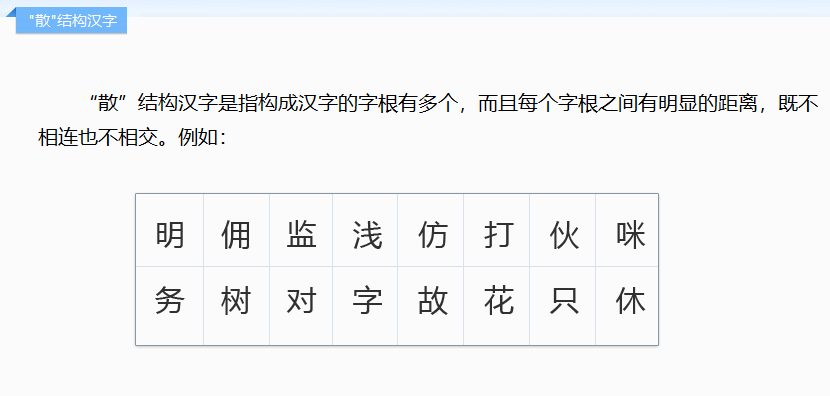 "散"结构汉字
“散”结构汉字是指构成汉字的字根有多个，而且每个字根之间有明显的距离，既不
相连也不相交。例如：
明 佣 监 浅 仿 打 伙 咪
务 树 对 字 故 花 只 休